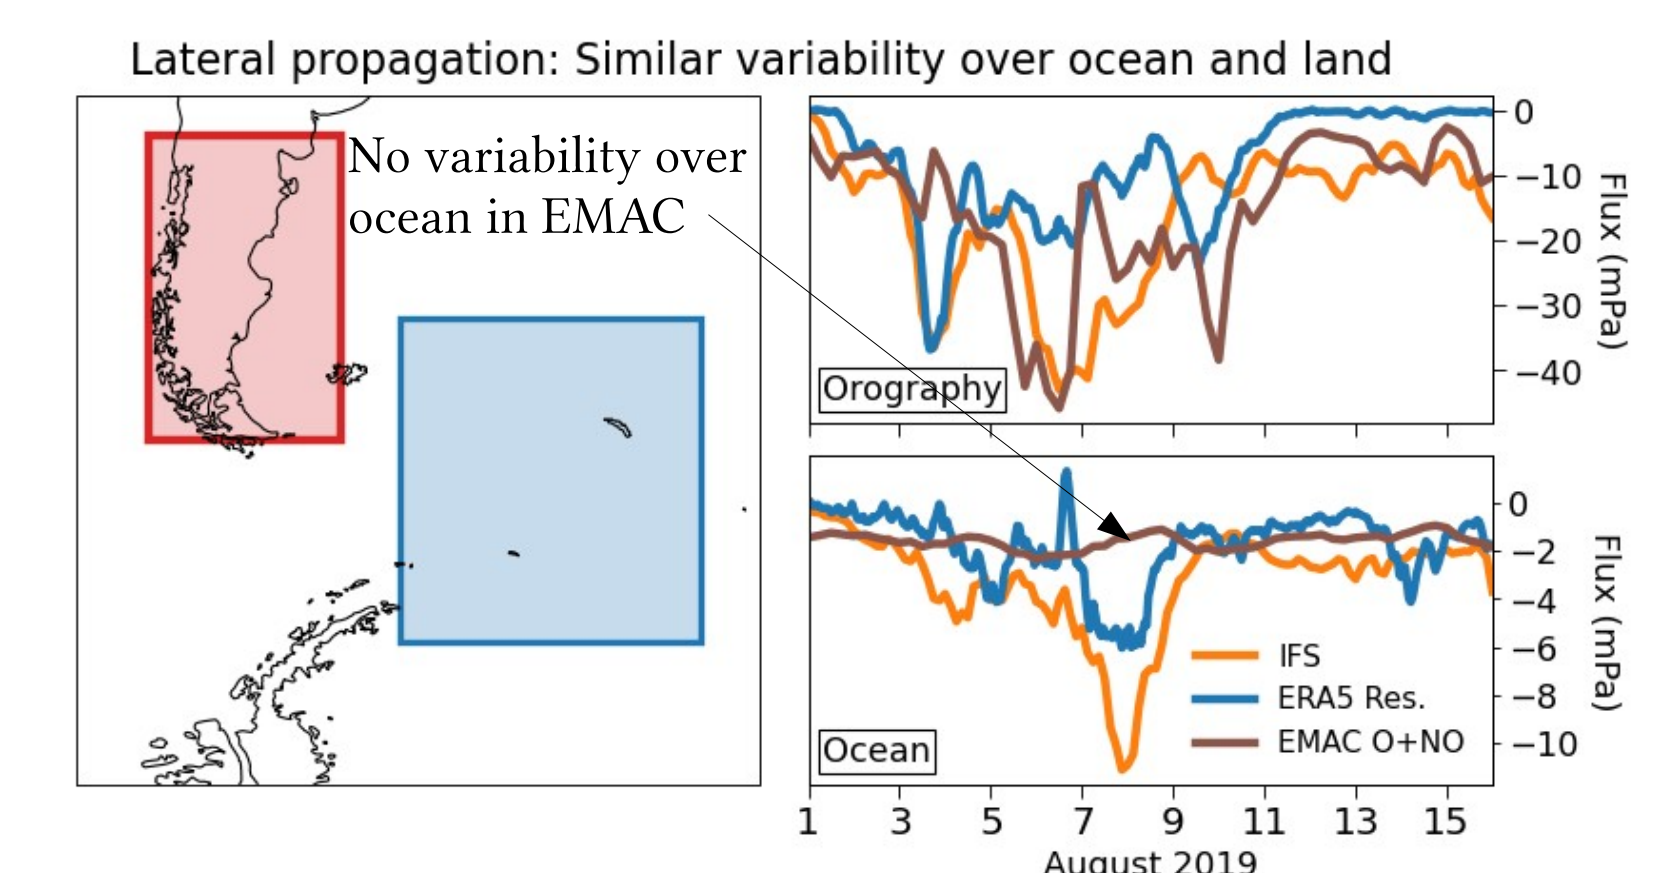 Lateral propagation: Similar variability over ocean and land
No variability over
ocean in EMAC
0
−10
−20
−30
−40
Flux (mPa)
Orography
0
−2
−4
−6
−8
−10
Flux (mPa)
IFS
ERA5 Res.
EMAC O+NO
Ocean
1 3 5 7 9 11 13 15
August 2019